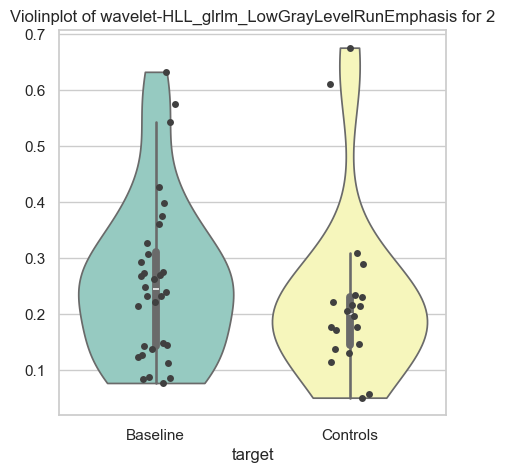 Violinplot of wavelet-HLL_glrlm_LowGrayLevelRunEmphasis for 2
0.7
0.6
0.5
0.4
0.3
0.2
0.1
Baseline
Controls
target